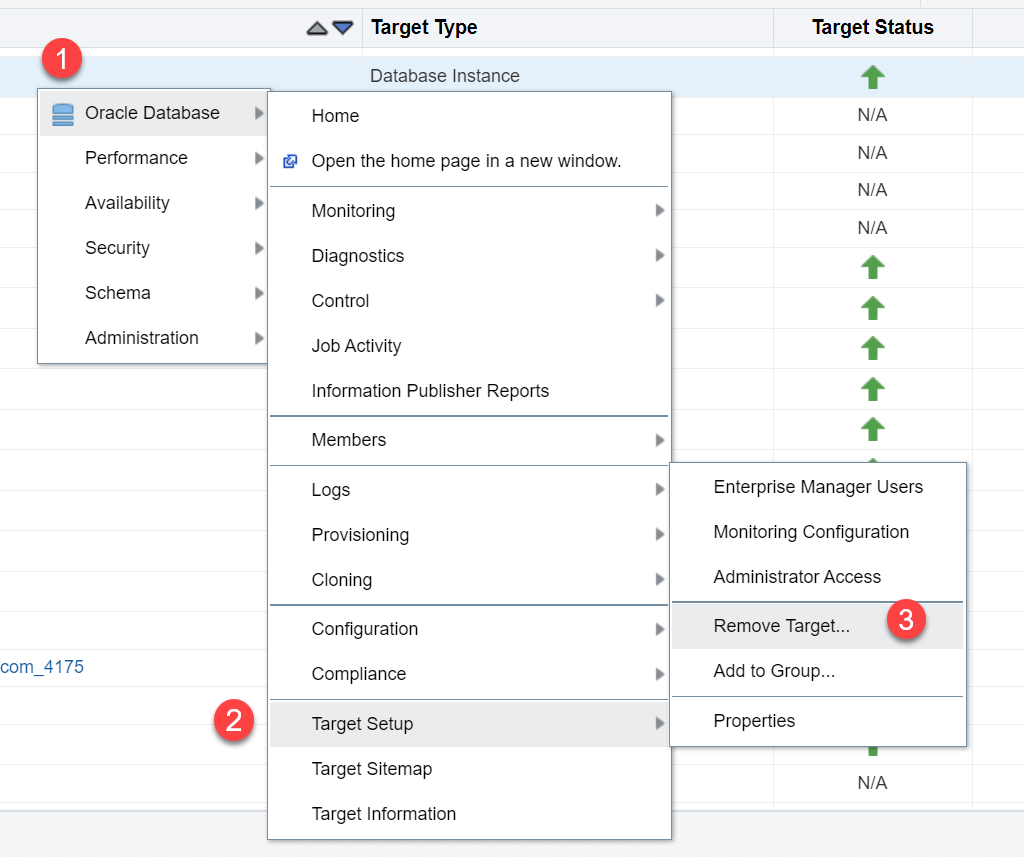 Target Type
Target Status
1
Database Instance
Oracle Database
Performance
Availability
Security
Schema
Administration
Home
Open the home page in a new window.
Monitoring
Diagnostics
Control
Job Activity
Information Publisher Reports
Members
Logs
Provisioning
Cloning
Configuration
Compliance
2
Target Setup
Target Sitemap
Target Information
Enterprise Manager Users
Monitoring Configuration
Administrator Access
Remove Target...
3
Add to Group...
Properties
N/A
N/A
N/A
N/A
com_4175
N/A